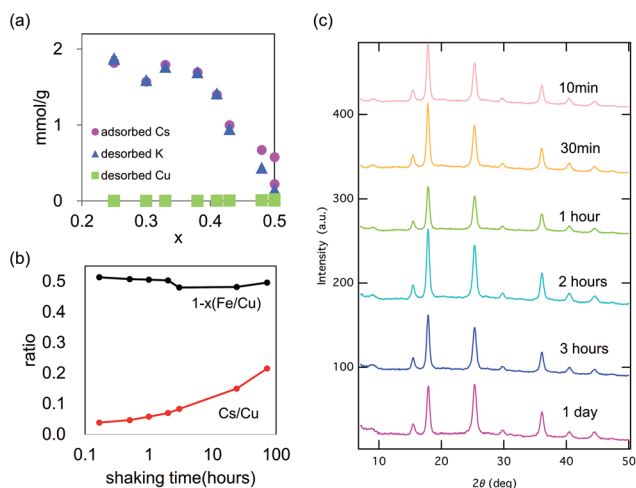 (a)
2
1
0
mmol/g
adsorbed Cs
desorbed K
desorbed Cu
0.2
0.3
0.4
0.5
x
(b)
0.5
0.4
0.3
0.2
0.1
0.0
ratio
1-x(Fe/Cu)
Cs/Cu
0.1
1
10
100
shaking time(hours)
(c)
400
300
200
100
Intensity (a.u.)
10min
30min
1 hour
2 hours
3 hours
1 day
10
20
30
40
50
2θ (deg)